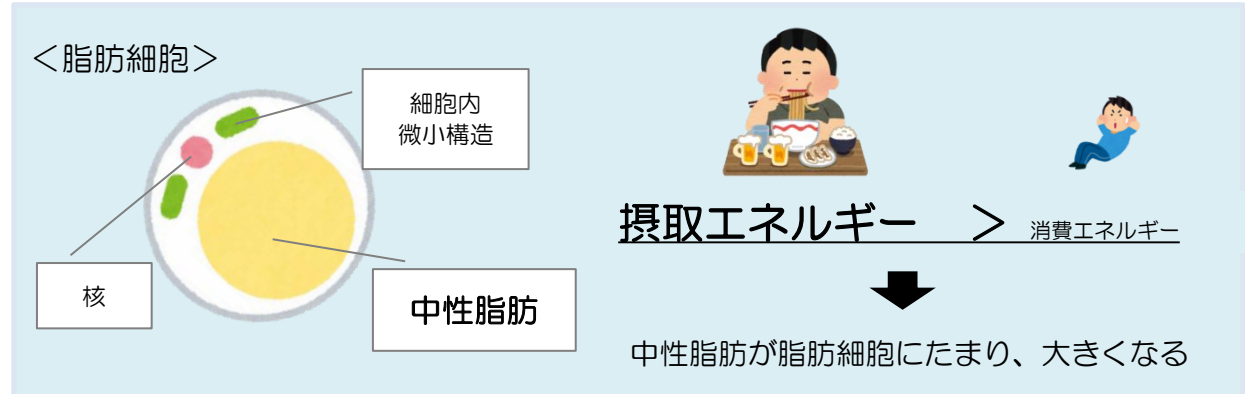 ＜脂肪細胞＞
細胞内
微小構造
核
中性脂肪
摂取エネルギー　＞ 消費エネルギー
中性脂肪が脂肪細胞にたまり、大きくなる